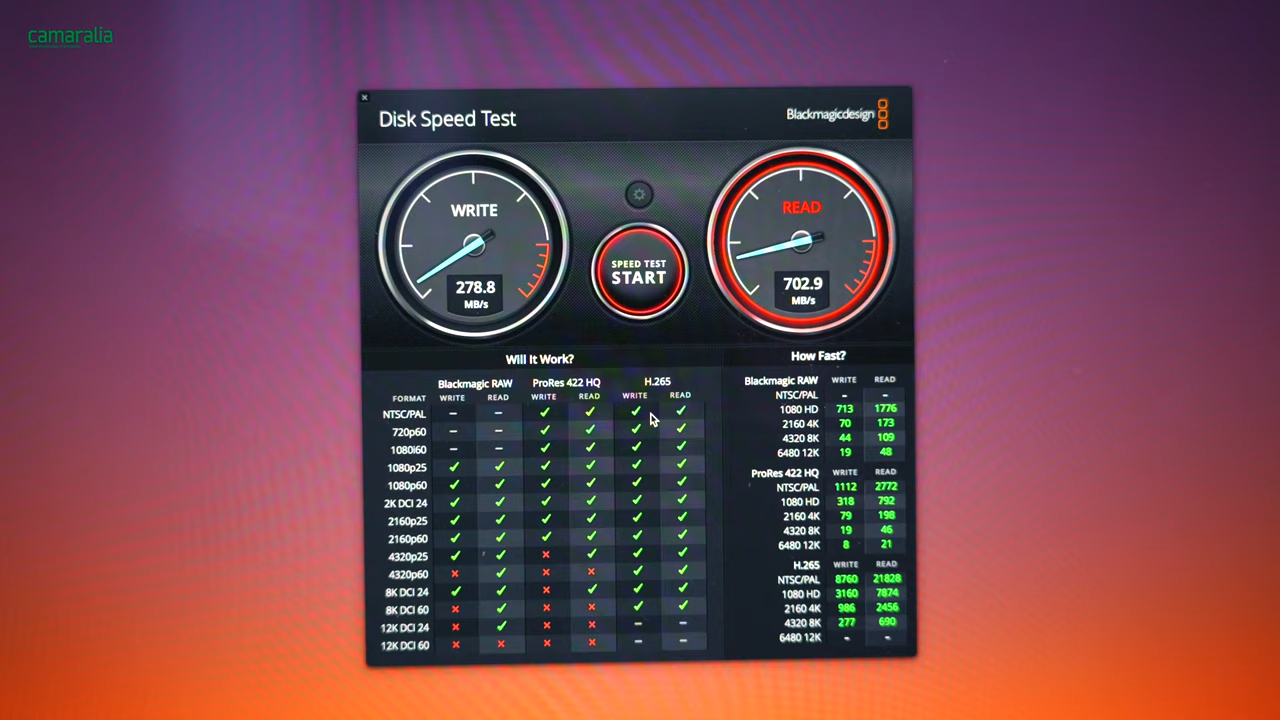 camaralia
Disk Speed Test
Blackmagicdesign
WRITE
278.8
MB/s
SPEED TEST
START
READ
702.9
MB/s
Will It Work?
Blackmagic RAW ProRes 422 HQ H.265
FORMAT WRITE READ WRITE READ WRITE READ
NTSC/PAL – – ✓ ✓ ✓ ✓
720p60 – – ✓ ✓ ✓ ✓
1080i60 – – ✓ ✓ ✓ ✓
1080p25 ✓ ✓ ✓ ✓ ✓ ✓
1080p60 ✓ ✓ ✓ ✓ ✓ ✓
2K DCI 24 ✓ ✓ ✓ ✓ ✓ ✓
2160p25 ✓ ✓ ✓ ✓ ✓ ✓
2160p60 ✓ ✓ ✓ ✓ ✓ ✓
4320p25 ✓ ✓ × ✓ ✓ ✓
4320p60 × ✓ × × ✓ ✓
8K DCI 24 ✓ ✓ × ✓ ✓ ✓
8K DCI 60 × ✓ × × ✓ ✓
12K DCI 24 × ✓ × × – –
12K DCI 60 × × × × – –
How Fast?
Blackmagic RAW WRITE READ
NTSC/PAL - -
1080 HD 713 1776
2160 4K 70 173
4320 8K 44 109
6480 12K 19 48
ProRes 422 HQ WRITE READ
NTSC/PAL 1112 2772
1080 HD 318 792
2160 4K 79 198
4320 8K 19 46
6480 12K 8 21
H.265 WRITE READ
NTSC/PAL 8760 21828
1080 HD 3160 7874
2160 4K 986 2456
4320 8K 277 690
6480 12K - -